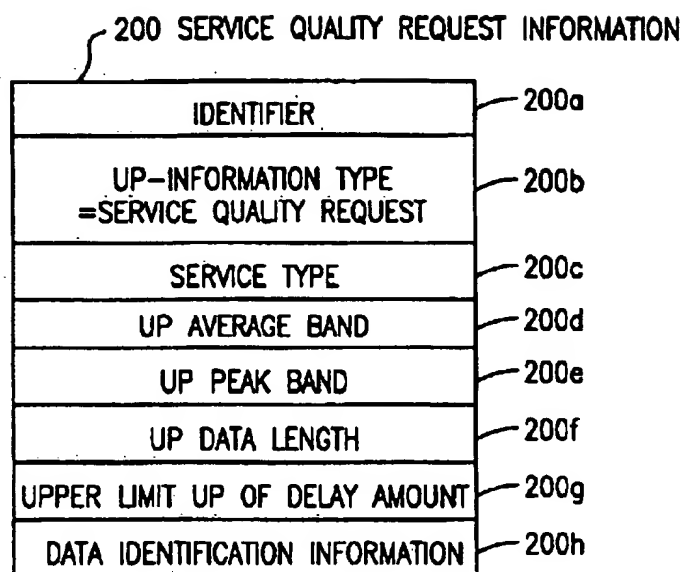 200 SERVICE QUALITY REQUEST INFORMATION
IDENTIFIER 200a
UP-INFORMATION TYPE
=SERVICE QUALITY REQUEST 200b
SERVICE TYPE 200c
UP AVERAGE BAND 200d
UP PEAK BAND 200e
UP DATA LENGTH 200f
UPPER LIMIT UP OF DELAY AMOUNT 200g
DATA IDENTIFICATION INFORMATION 200h